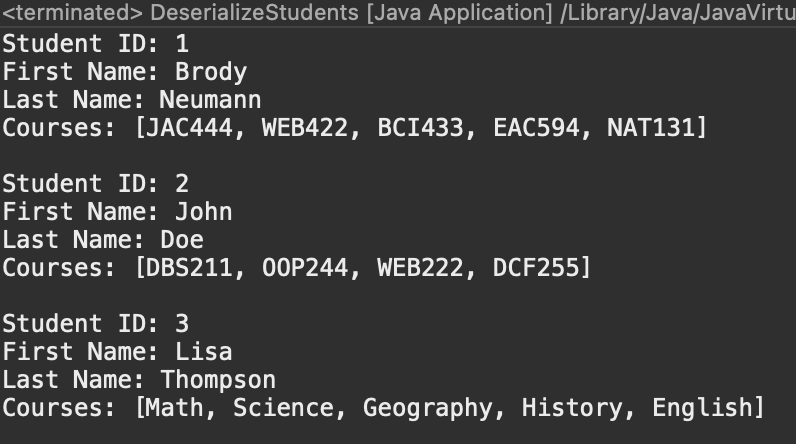 <terminated> DeserializeStudents [Java Application] /Library/Java/JavaVirtu
Student ID: 1
First Name: Brody
Last Name: Neumann
Courses: [JAC444, WEB422, BCI433, EAC594, NAT131]
Student ID: 2
First Name: John
Last Name: Doe
Courses: [DBS211, OOP244, WEB222, DCF255]
Student ID: 3
First Name: Lisa
Last Name: Thompson
Courses: [Math, Science, Geography, History, English]